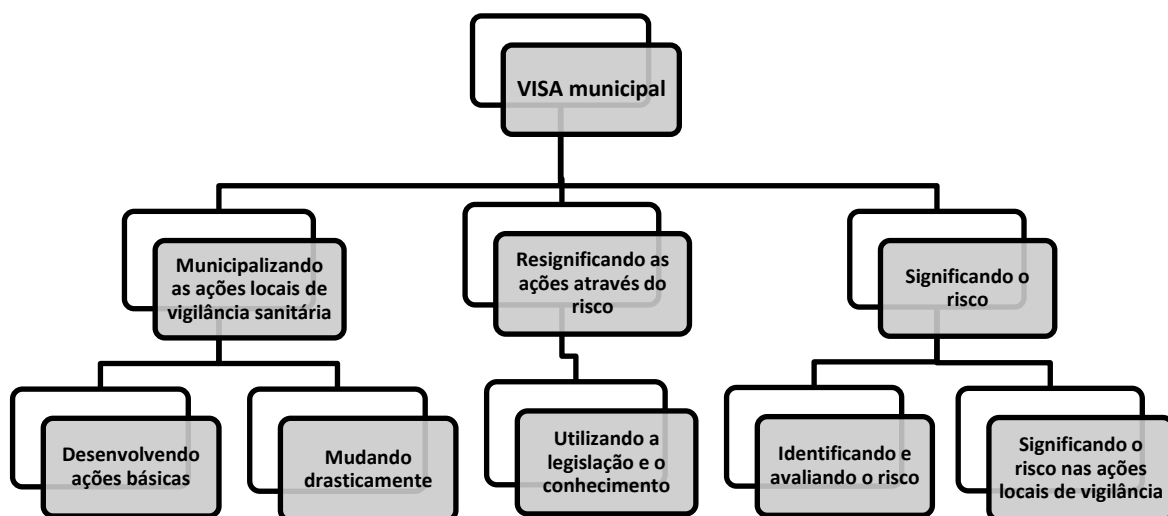 VISA municipal
Municipalizando
as ações locais de
vigilância sanitária
Resignificando as
ações através do
risco
Significando o
risco
Desenvolvendo
ações básicas
Mudando
drasticamente
Utilizando a
legislação e o
conhecimento
Identificando e
avaliando o risco
Significando o
risco nas ações
locais de vigilância